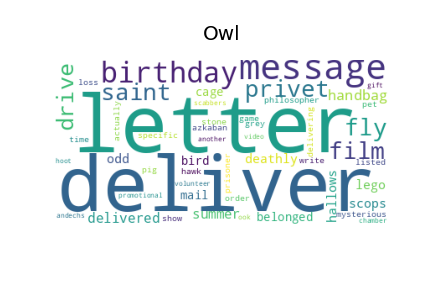 Owl
birthday message
loss gift
drive saint cage privet handbag
scabbers philosopher pet
letter
actually stone game grey delivering fly
time specific azkaban video
another film
hoot odd bird deathly write listed
deliver
pig hawk prisoner hallows lego
volunteer
promotional mail order scops
andechs delivered show summer ook belonged mysterious
chamber